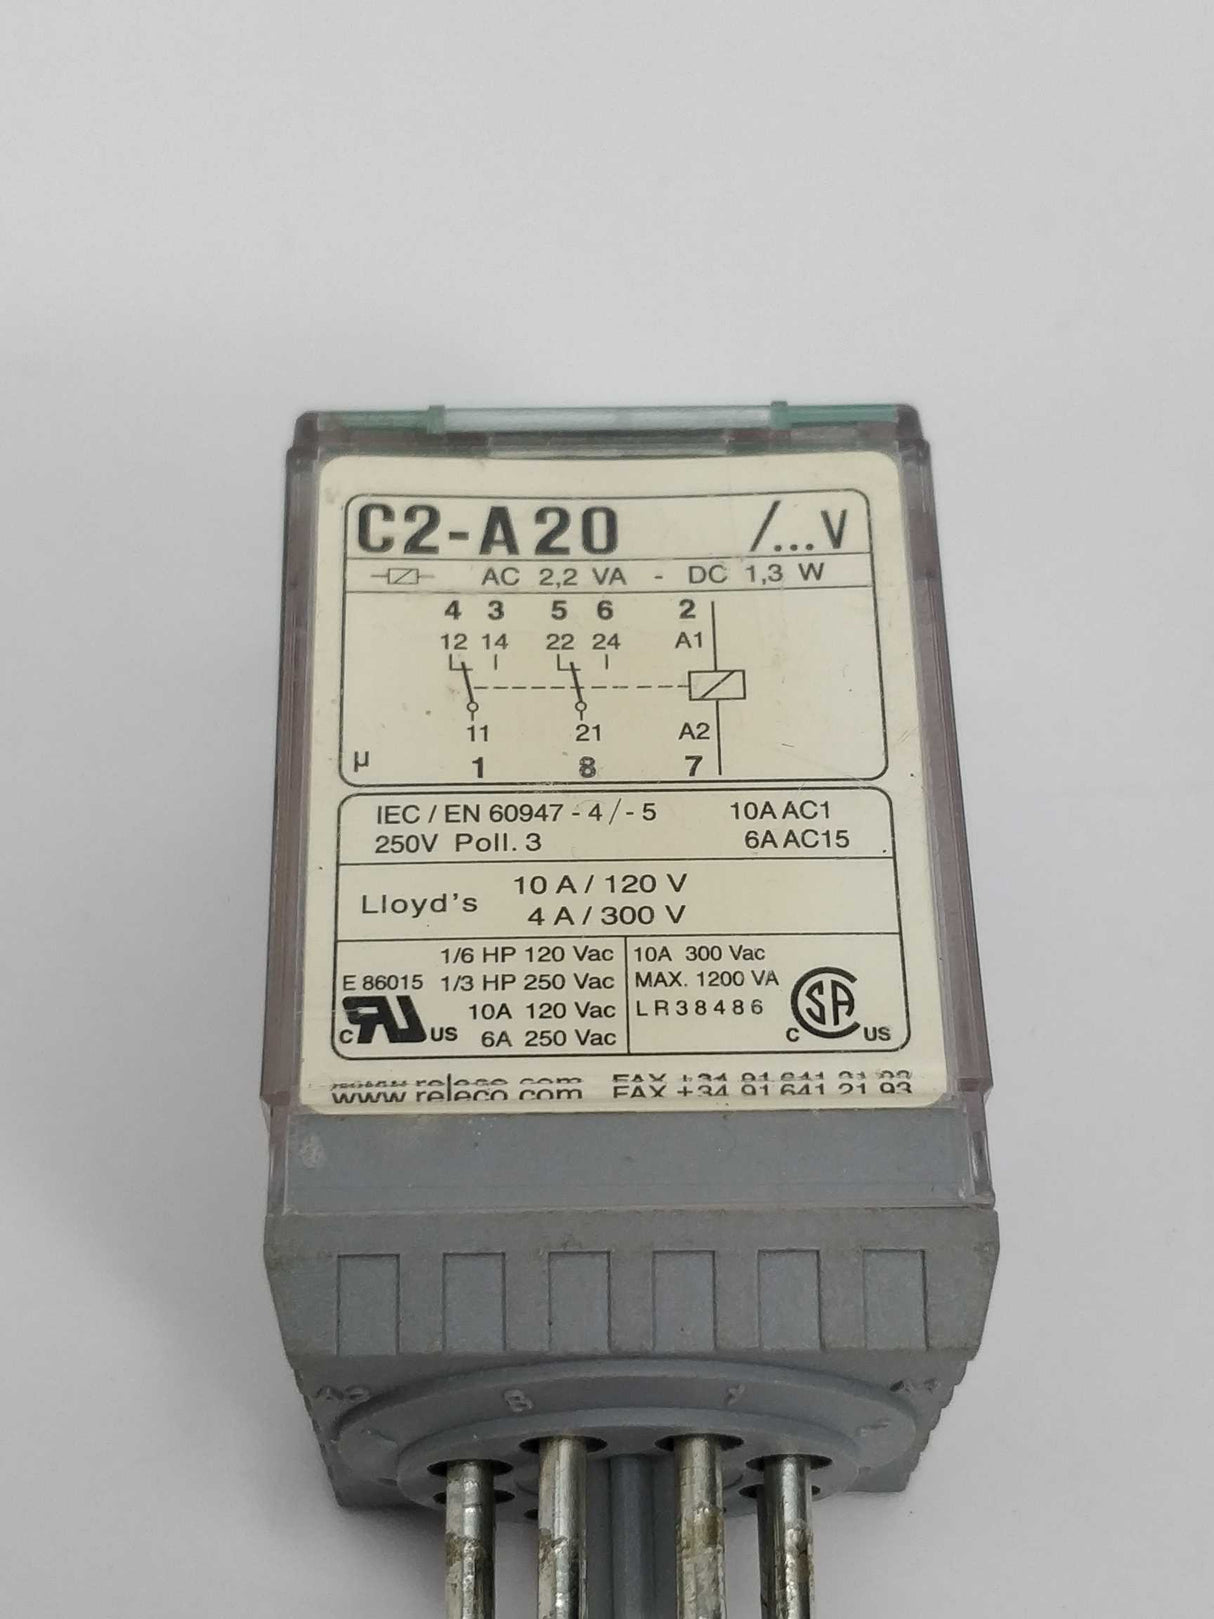 C2-A20 /...V
AC 2,2 VA - DC 1,3 W
4 3 5 6 2
12 14 22 24 A1
11 21 A2
µ 1 8 7
IEC / EN 60947 - 4 / - 5 10A AC1
250V Poll. 3 6A AC15
Lloyd's 10 A / 120 V
4 A / 300 V
1/6 HP 120 Vac 10A 300 Vac
E 86015 1/3 HP 250 Vac MAX. 1200 VA
10A 120 Vac LR38486
6A 250 Vac
C RU US
C SA US
www.releco.com FAX +34 91 641 21 93
8 7